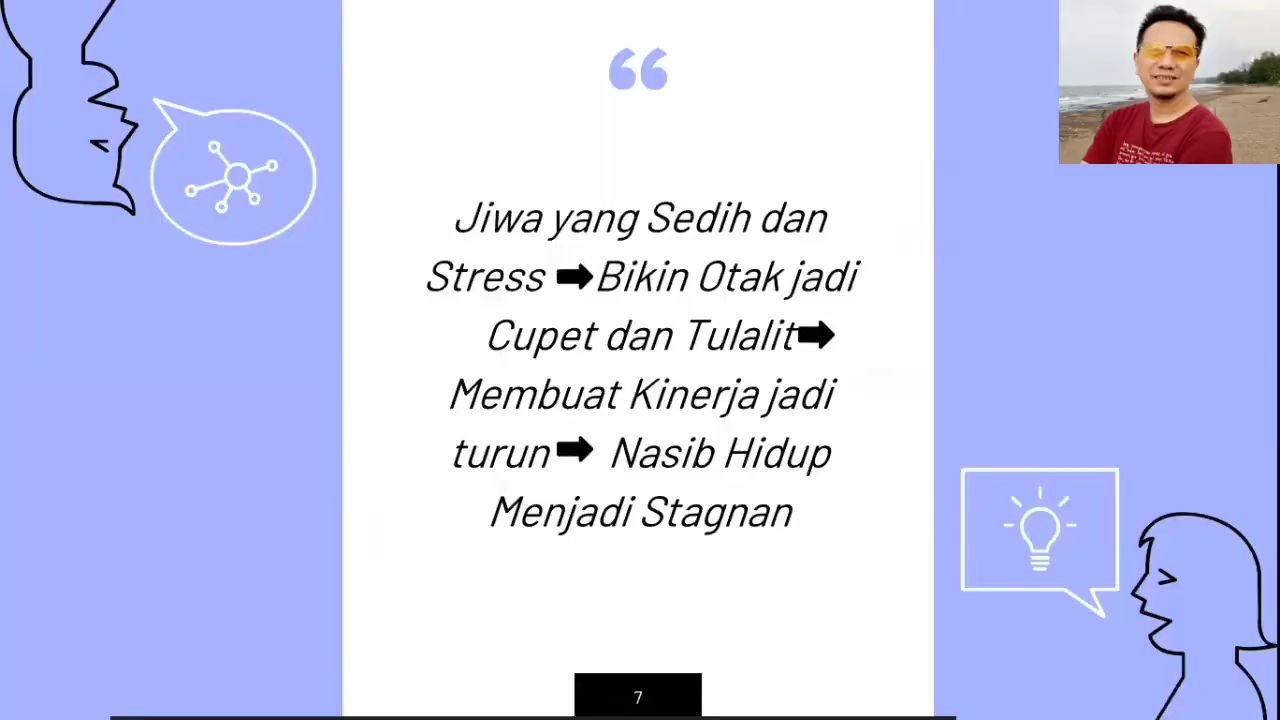 “
Jiwa yang Sedih dan
Stress ➡Bikin Otak jadi
Cupet dan Tulalit➡
Membuat Kinerja jadi
turun➡ Nasib Hidup
Menjadi Stagnan
7